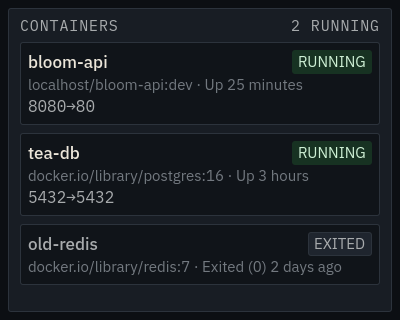 CONTAINERS 2 RUNNING
bloom-api RUNNING
localhost/bloom-api:dev · Up 25 minutes
8080→80
tea-db RUNNING
docker.io/library/postgres:16 · Up 3 hours
5432→5432
old-redis EXITED
docker.io/library/redis:7 · Exited (0) 2 days ago